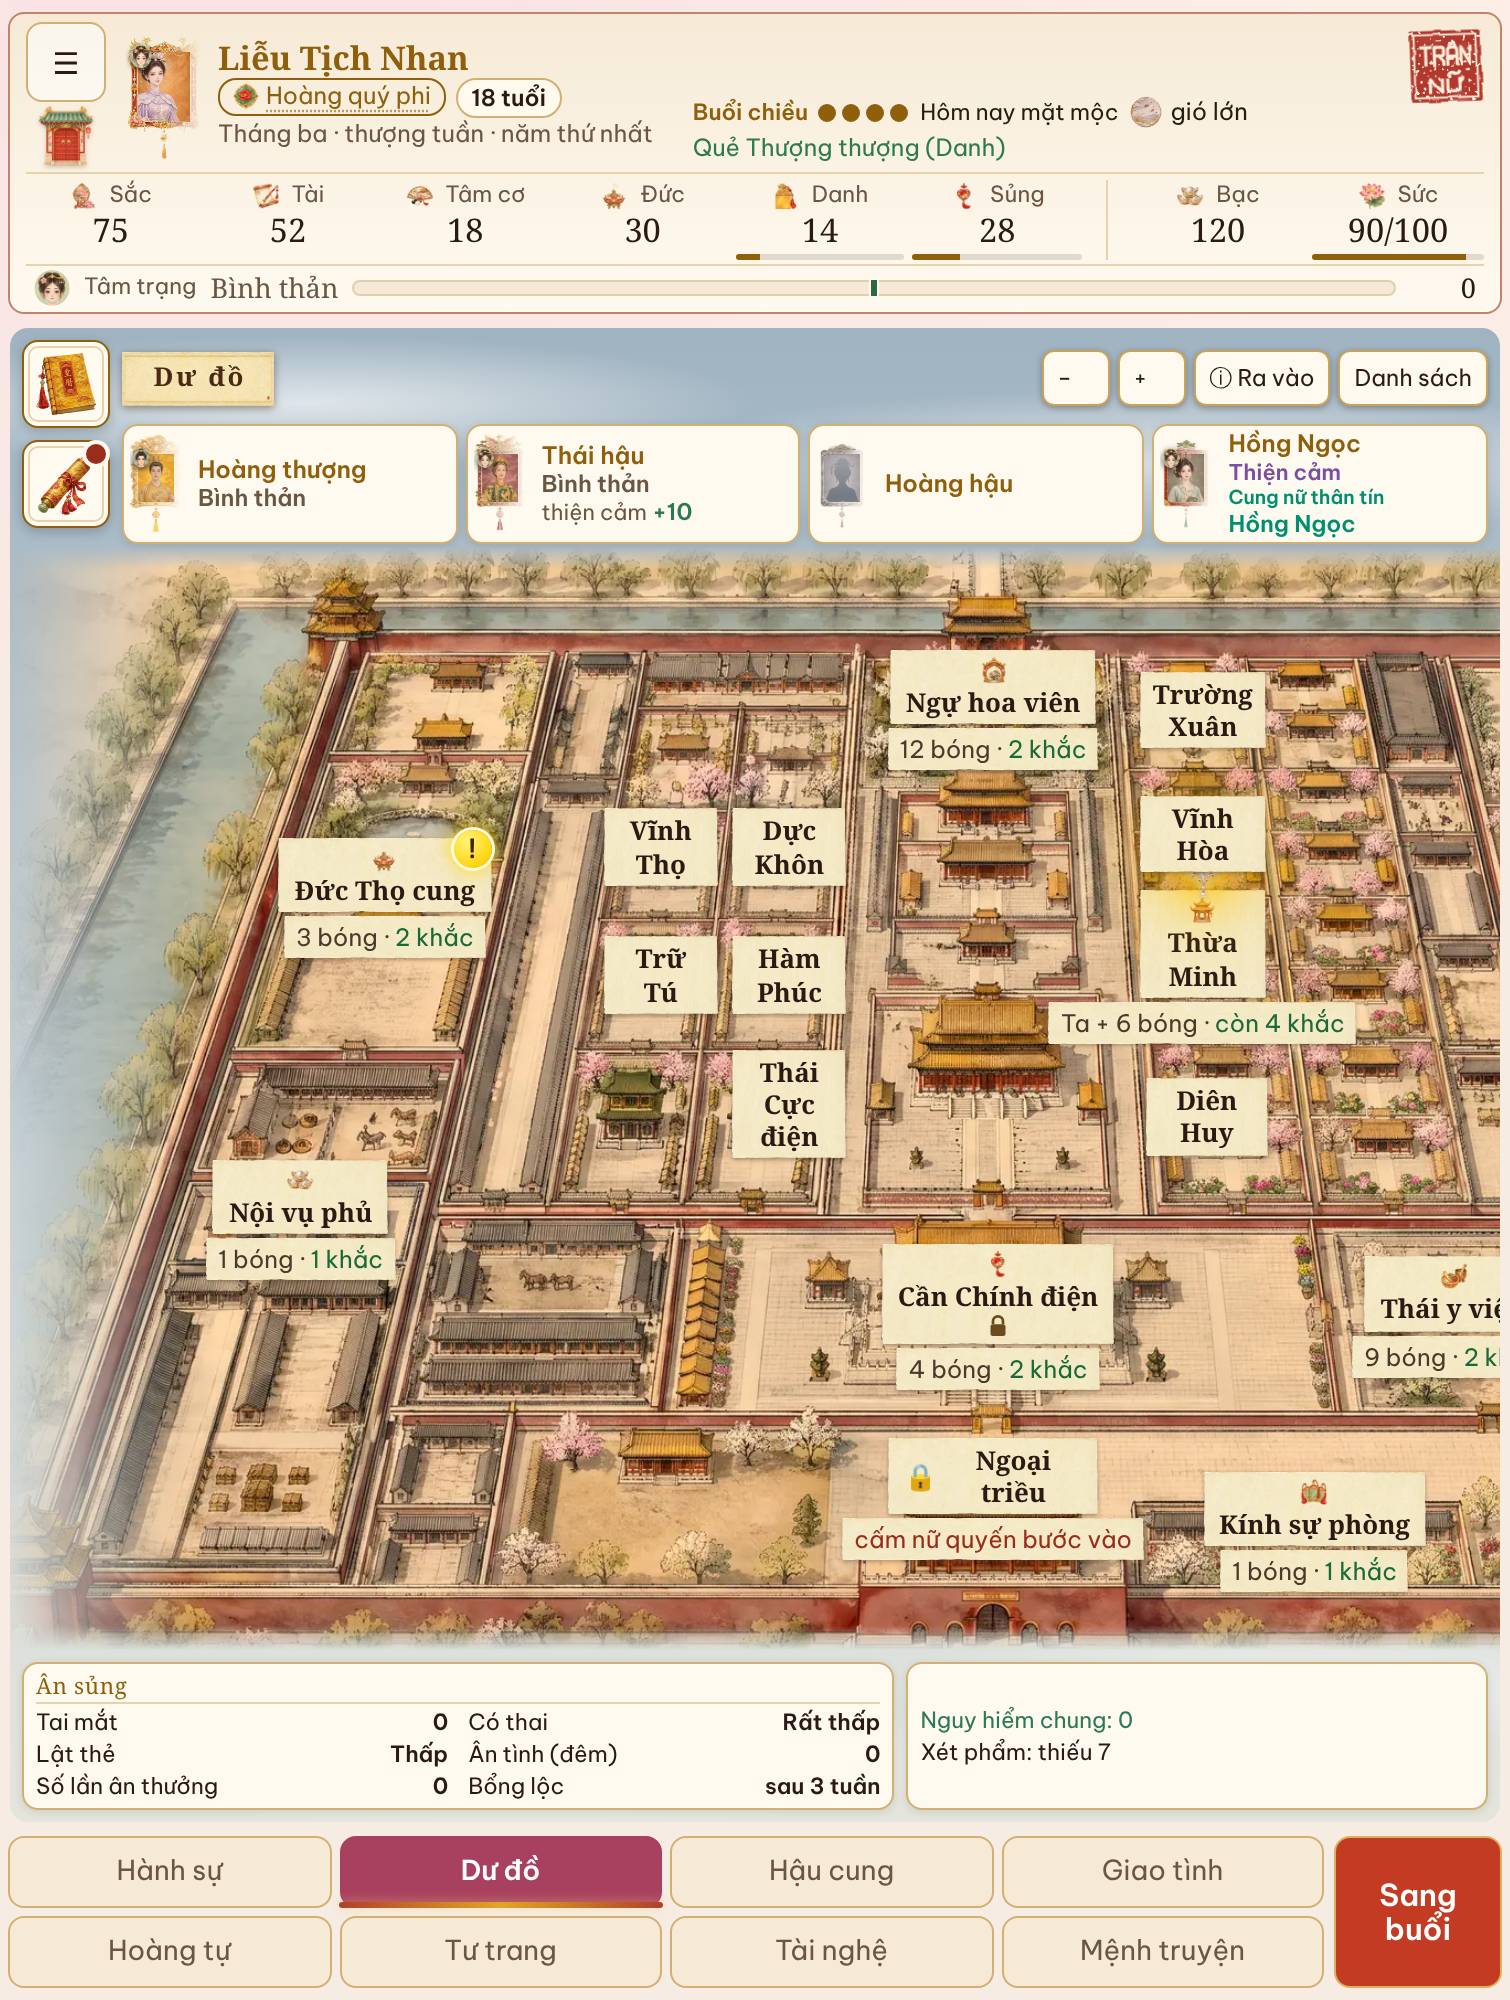 ☰
Liễu Tịch Nhan
Hoàng quý phi
18 tuổi
Tháng ba · thượng tuần · năm thứ nhất
Buổi chiều
Hôm nay mặt mộc
gió lớn
Quẻ Thượng thượng (Danh)
TRÂN NỮ
Sắc
75
Tài
52
Tâm cơ
18
Đức
30
Danh
14
Sủng
28
Bạc
120
Sức
90/100
Tâm trạng
Bình thản
0
Dư đồ
−
+
ⓘ Ra vào
Danh sách
Hoàng thượng
Bình thản
Thái hậu
Bình thản
thiện cảm +10
Hoàng hậu
Hồng Ngọc
Thiện cảm
Cung nữ thân tín
Hồng Ngọc
Ngự hoa viên
12 bóng · 2 khắc
Trường
Xuân
Vĩnh
Thọ
Dực
Khôn
Vĩnh
Hòa
!
Đức Thọ cung
3 bóng · 2 khắc
Trữ
Tú
Hàm
Phúc
Thừa
Minh
Ta + 6 bóng · còn 4 khắc
Thái
Cực
điện
Diên
Huy
Nội vụ phủ
1 bóng · 1 khắc
Cần Chính điện
4 bóng · 2 khắc
Thái y việ
9 bóng · 2 k
Ngoại
triều
cấm nữ quyến bước vào
Kính sự phòng
1 bóng · 1 khắc
Ân sủng
Tai mắt 0
Có thai Rất thấp
Lật thẻ Thấp
Ân tình (đêm) 0
Số lần ân thưởng 0
Bổng lộc sau 3 tuần
Nguy hiểm chung: 0
Xét phẩm: thiếu 7
Hành sự
Dư đồ
Hậu cung
Giao tình
Hoàng tự
Tư trang
Tài nghệ
Mệnh truyện
Sang
buổi